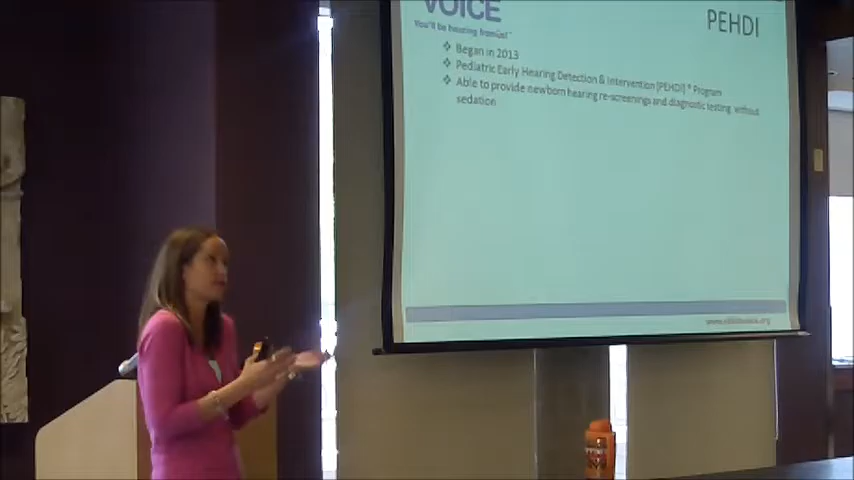 VOICE
PEHDI
You'll be hearing from us!™
Began in 2013
Pediatric Early Hearing Detection & Intervention (PEHDI) ® Program
Able to provide newborn hearing re-screenings and diagnostic testing without
sedation